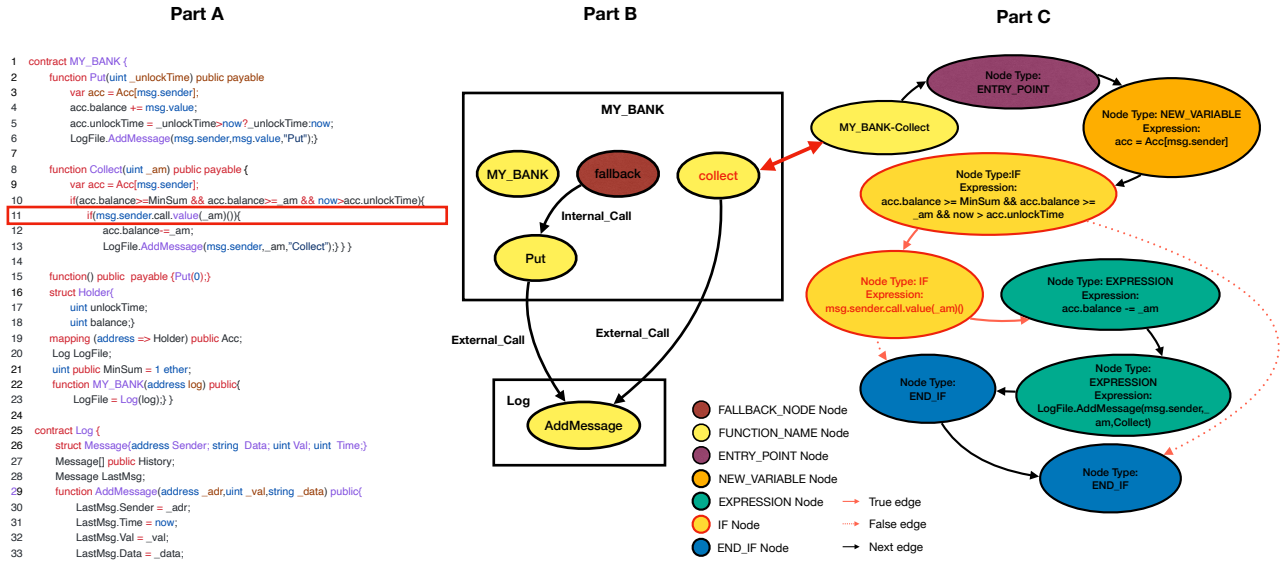 Part A
1 contract MY_BANK {
2 function Put(uint _unlockTime) public payable
3 var acc = Acc[msg.sender];
4 acc.balance += msg.value;
5 acc.unlockTime = _unlockTime>now?_unlockTime:now;
6 LogFile.AddMessage(msg.sender,msg.value,"Put");}
7
8 function Collect(uint _am) public payable {
9 var acc = Acc[msg.sender];
10 if(acc.balance>=MinSum && acc.balance>=_am && now>acc.unlockTime){
11 if(msg.sender.call.value(_am)()){
12 acc.balance-=_am;
13 LogFile.AddMessage(msg.sender,_am,"Collect");} } }
14
15 function() public payable {Put(0);}
16 struct Holder{
17 uint unlockTime;
18 uint balance;}
19 mapping (address => Holder) public Acc;
20 Log LogFile;
21 uint public MinSum = 1 ether;
22 function MY_BANK(address log) public{
23 LogFile = Log(log);} }
24
25 contract Log {
26 struct Message{address Sender; string Data; uint Val; uint Time;}
27 Message[] public History;
28 Message LastMsg;
29 function AddMessage(address _adr,uint _val,string _data) public{
30 LastMsg.Sender = _adr;
31 LastMsg.Time = now;
32 LastMsg.Val = _val;
33 LastMsg.Data = _data;
Part B
MY_BANK
MY_BANK
fallback
collect
Internal_Call
Put
External_Call
External_Call
Log
AddMessage
Part C
Node Type:
ENTRY_POINT
MY_BANK-Collect
Node Type: NEW_VARIABLE
Expression:
acc = Acc[msg.sender]
Node Type:IF
Expression:
acc.balance >= MinSum && acc.balance >=
_am && now > acc.unlockTime
Node Type: IF
Expression:
msg.sender.call.value(_am)()
Node Type: EXPRESSION
Expression:
acc.balance -= _am
Node Type:
END_IF
Node Type:
EXPRESSION
Expression:
LogFile.AddMessage(msg.sender,_
am,Collect)
Node Type:
END_IF
FALLBACK_NODE Node
FUNCTION_NAME Node
ENTRY_POINT Node
NEW_VARIABLE Node
EXPRESSION Node
IF Node
END_IF Node
True edge
False edge
Next edge